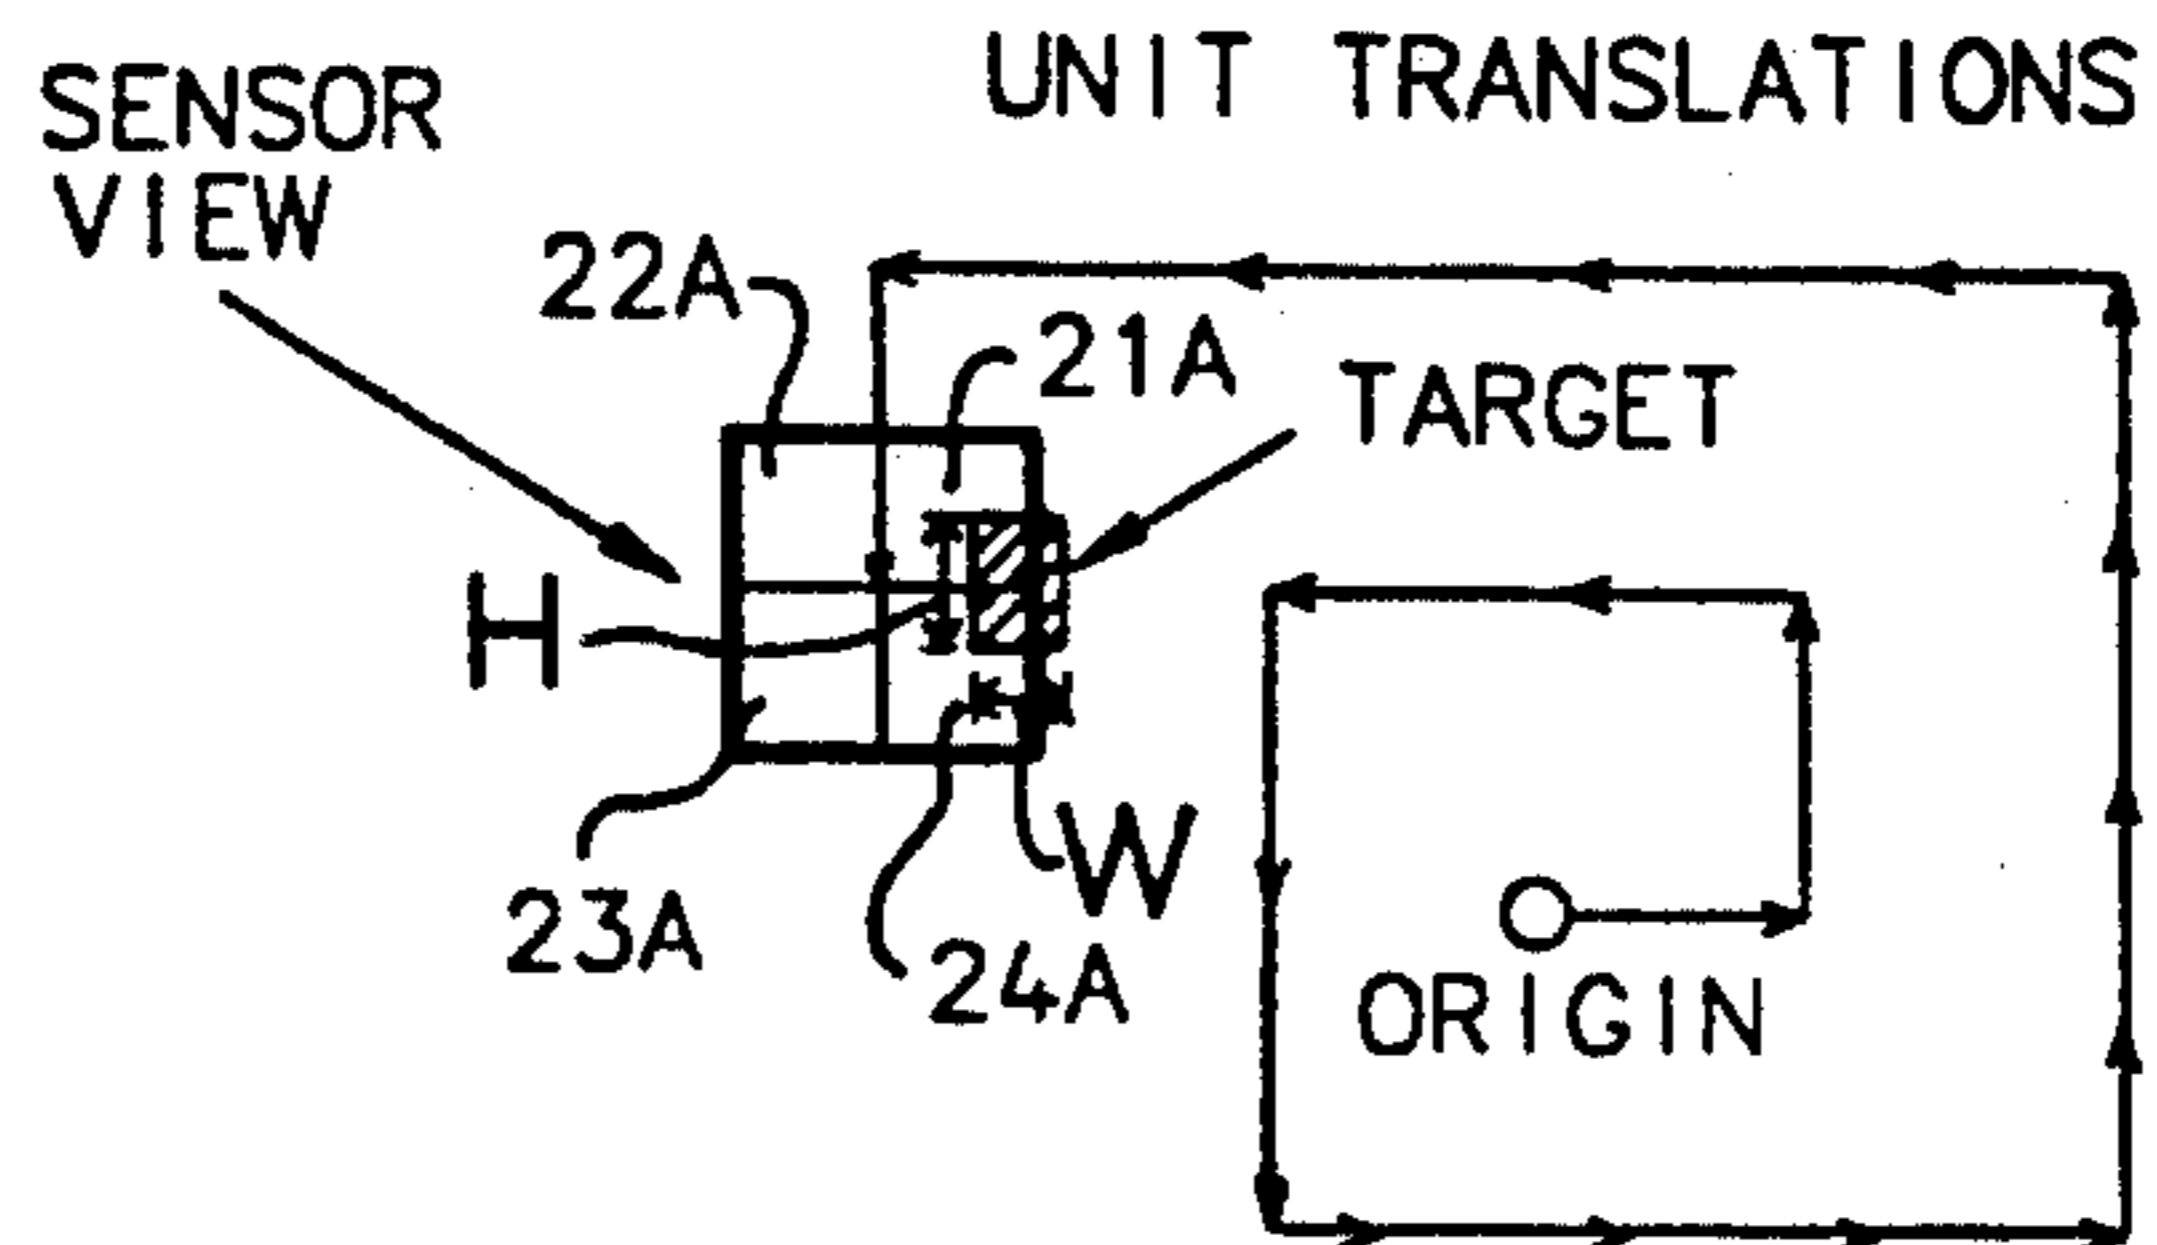 UNIT TRANSLATIONS
SENSOR
VIEW
22A
21A
TARGET
H
W
23A
24A
ORIGIN